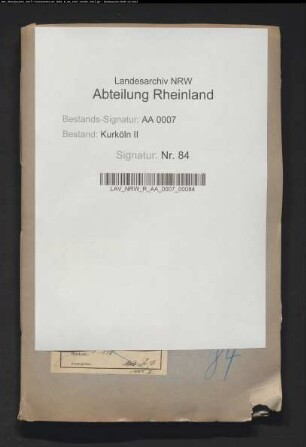 Landesarchiv NRW
Abteilung Rheinland
Bestands-Signatur: AA 0007
Bestand: Kurköln II
Signatur: Nr. 84
LAV_NRW_R_AA_0007_00084
84